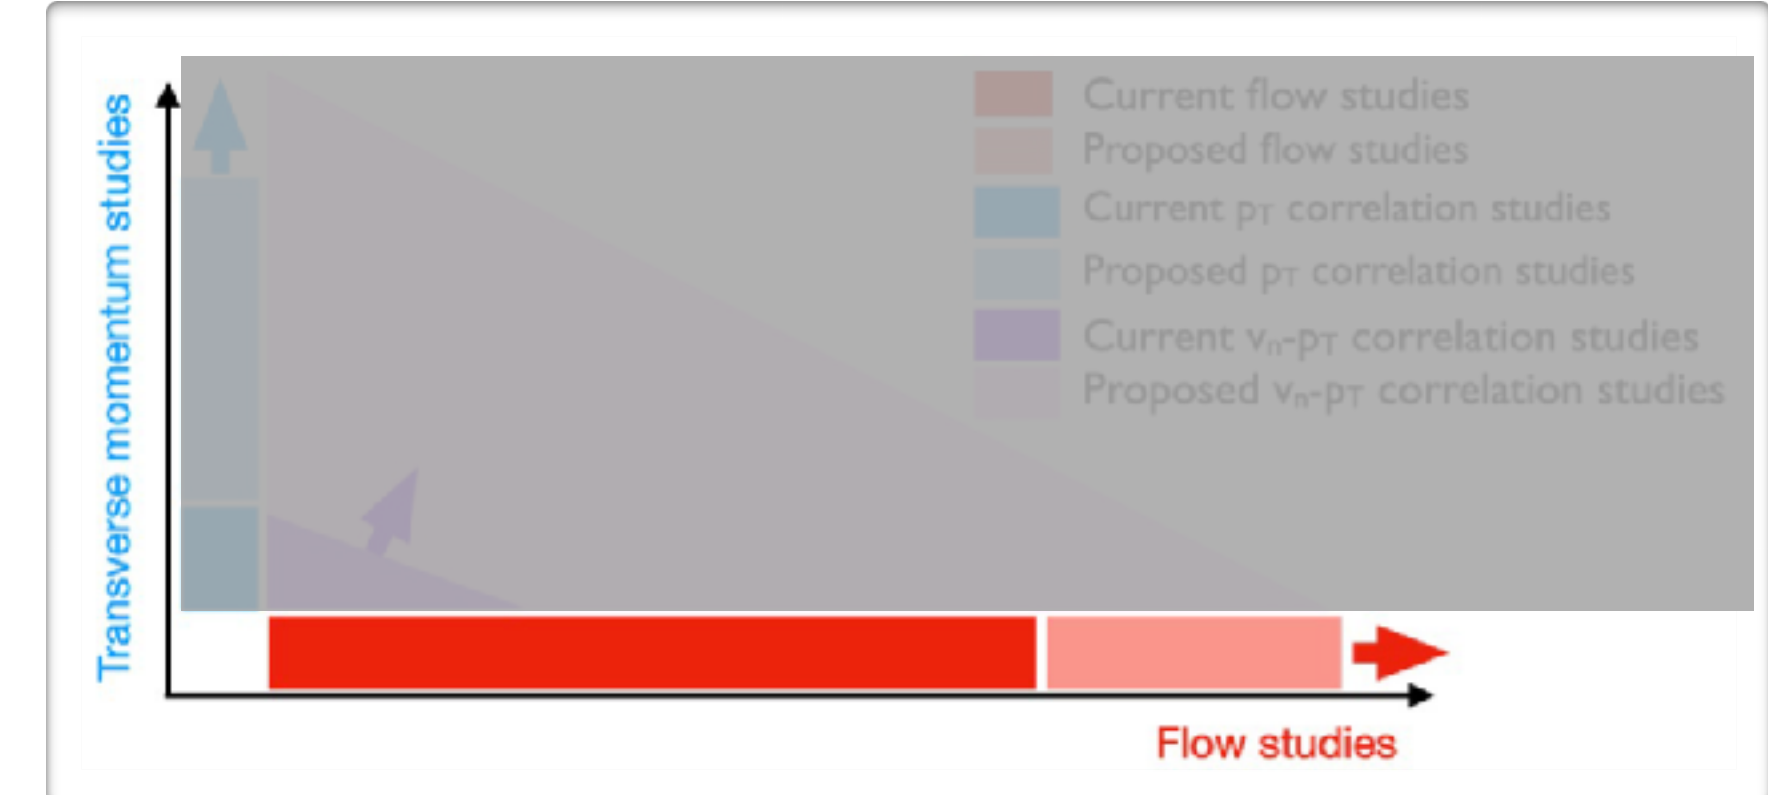 Transverse momentum studies
Current flow studies
Proposed flow studies
Current pT correlation studies
Proposed pT correlation studies
Current vn-pT correlation studies
Proposed vn-pT correlation studies
Flow studies